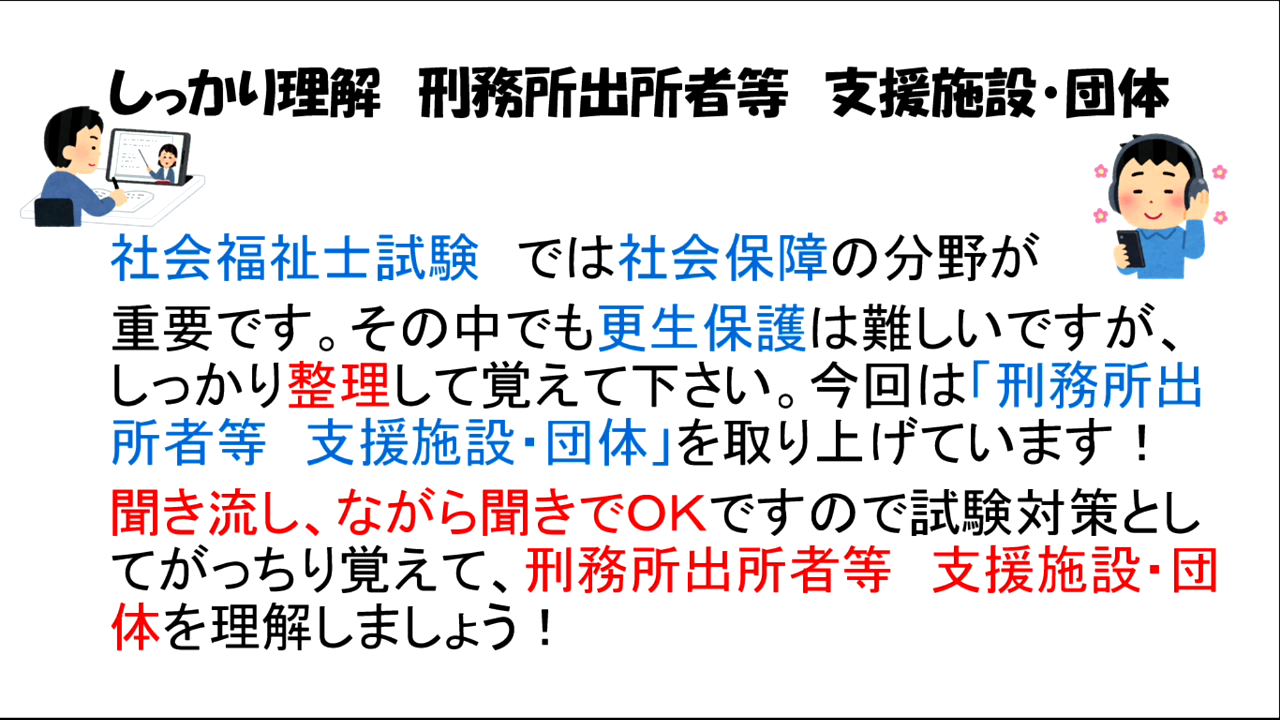 しっかり理解　刑務所出所者等　支援施設・団体
社会福祉士試験　では社会保障の分野が
重要です。その中でも更生保護は難しいですが、
しっかり整理して覚えて下さい。今回は「刑務所出
所者等　支援施設・団体」を取り上げています！
聞き流し、ながら聞きでＯＫですので試験対策とし
てがっちり覚えて、刑務所出所者等　支援施設・団
体を理解しましょう！